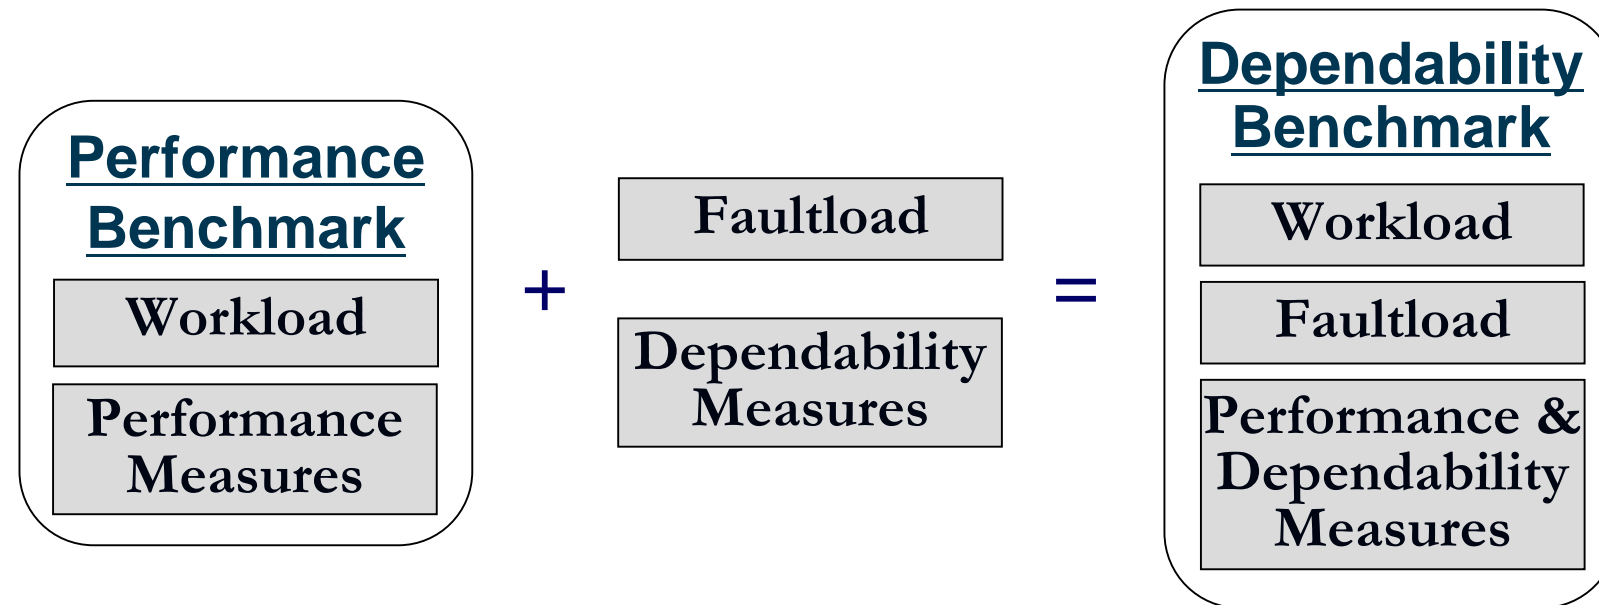 Performance
Benchmark
Workload
Performance
Measures
+
Faultload
Dependability
Measures
=
Dependability
Benchmark
Workload
Faultload
Performance &
Dependability
Measures